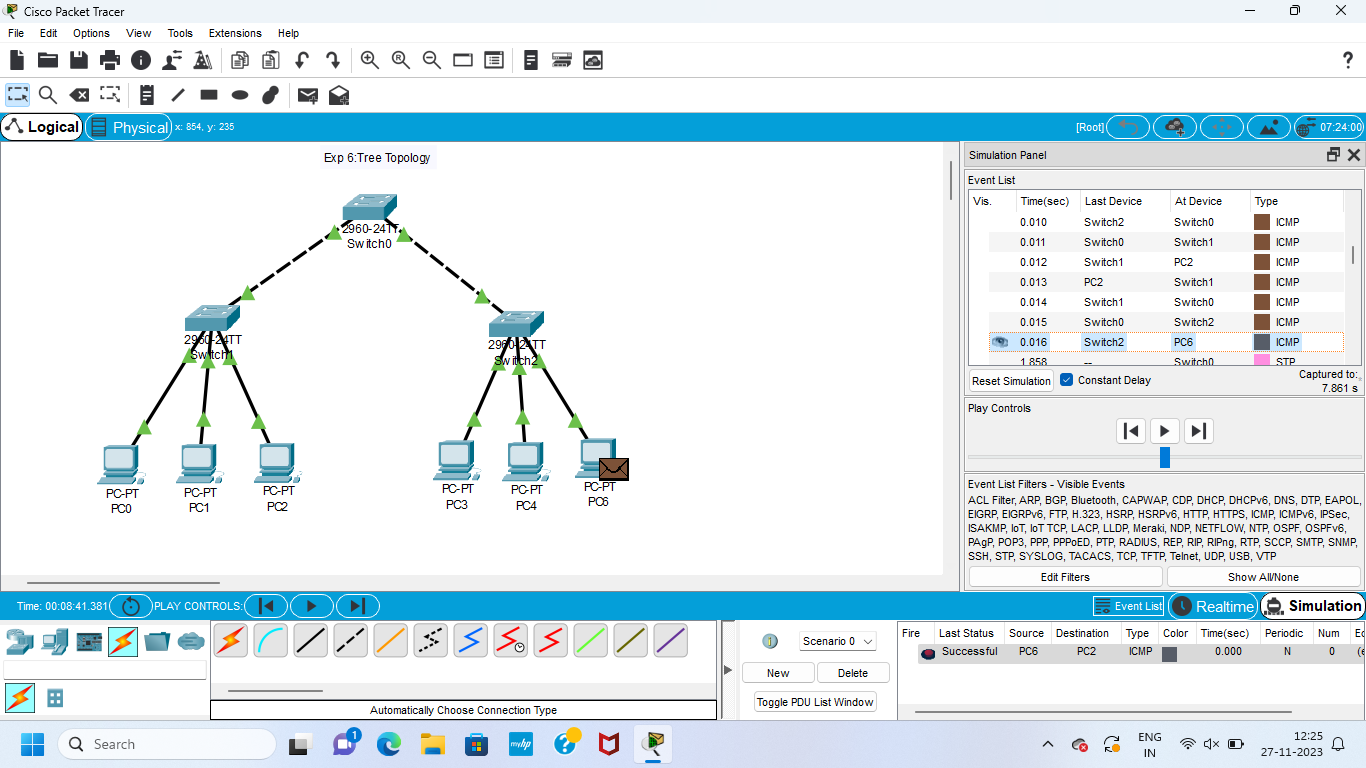 Cisco Packet Tracer
File Edit Options View Tools Extensions Help
?
Logical Physical x: 854, y: 235 [Root] 07:24:00
Exp 6:Tree Topology
2960-24TT
Switch0
2960-24TT
Switch1
2960-24TT
Switch2
PC-PT
PC0
PC-PT
PC1
PC-PT
PC2
PC-PT
PC3
PC-PT
PC4
PC-PT
PC6
Simulation Panel
Event List
Vis. Time(sec) Last Device At Device Type
0.010 Switch2 Switch0 ICMP
0.011 Switch0 Switch1 ICMP
0.012 Switch1 PC2 ICMP
0.013 PC2 Switch1 ICMP
0.014 Switch1 Switch0 ICMP
0.015 Switch0 Switch2 ICMP
0.016 Switch2 PC6 ICMP
1.858 -- Switch0 STP
Reset Simulation Constant Delay Captured to:
7.861 s
Play Controls
Event List Filters - Visible Events
ACL Filter, ARP, BGP, Bluetooth, CAPWAP, CDP, DHCP, DHCPv6, DNS, DTP, EAPOL,
EIGRP, EIGRPv6, FTP, H.323, HSRP, HSRPv6, HTTP, HTTPS, ICMP, ICMPv6, IPSec,
ISAKMP, IoT, IoT TCP, LACP, LLDP, Meraki, NDP, NETFLOW, NTP, OSPF, OSPFv6,
PAgP, POP3, PPP, PPPoED, PTP, RADIUS, REP, RIP, RIPng, RTP, SCCP, SMTP, SNMP,
SSH, STP, SYSLOG, TACACS, TCP, TFTP, Telnet, UDP, USB, VTP
Edit Filters Show All/None
Time: 00:08:41.381 PLAY CONTROLS: Event List Realtime Simulation
Automatically Choose Connection Type
Scenario 0
New Delete
Toggle PDU List Window
Fire Last Status Source Destination Type Color Time(sec) Periodic Num Ec
Successful PC6 PC2 ICMP 0.000 N 0 (e
Search 1 myhp ? ENG
IN
12:25
27-11-2023